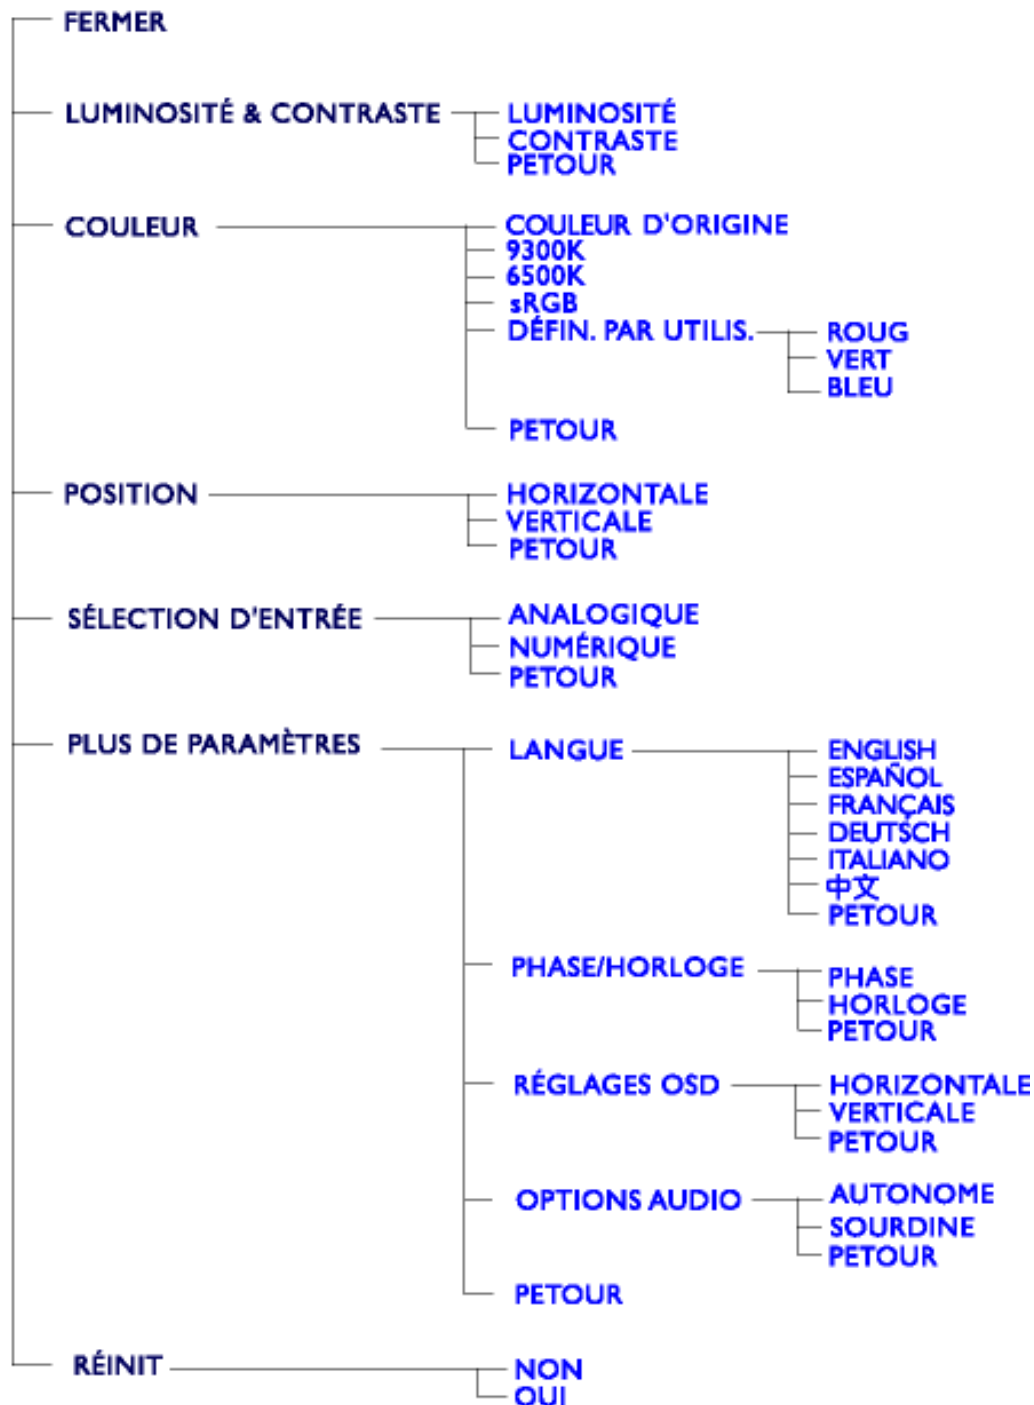 FERMER
LUMINOSITÉ & CONTRASTE
LUMINOSITÉ
CONTRASTE
PETOUR
COULEUR
COULEUR D'ORIGINE
9300K
6500K
sRGB
DÉFIN. PAR UTILIS.
ROUG
VERT
BLEU
PETOUR
POSITION
HORIZONTALE
VERTICALE
PETOUR
SÉLECTION D'ENTRÉE
ANALOGIQUE
NUMÉRIQUE
PETOUR
PLUS DE PARAMÈTRES
LANGUE
ENGLISH
ESPAÑOL
FRANÇAIS
DEUTSCH
ITALIANO
中文
PETOUR
PHASE/HORLOGE
PHASE
HORLOGE
PETOUR
RÉGLAGES OSD
HORIZONTALE
VERTICALE
PETOUR
OPTIONS AUDIO
AUTONOME
SOURDINE
PETOUR
PETOUR
RÉINIT
NON
OUI